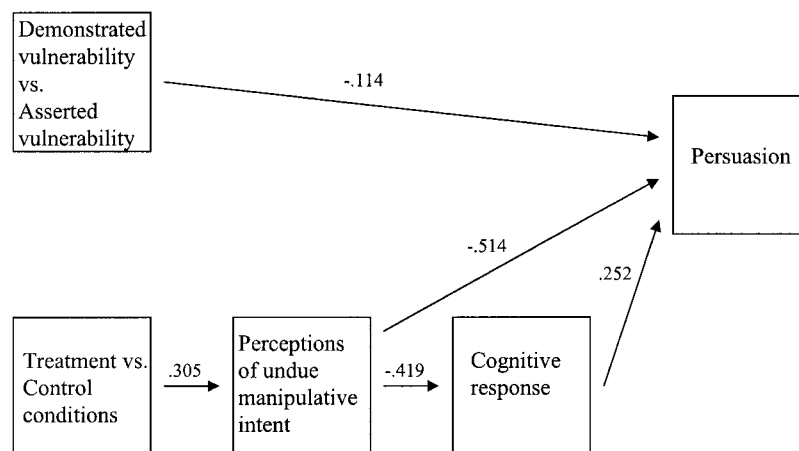 Demonstrated
vulnerability
vs.
Asserted
vulnerability
-.114
Persuasion
-.514
.252
Treatment vs.
Control
conditions
.305
Perceptions
of undue
manipulative
intent
-.419
Cognitive
response